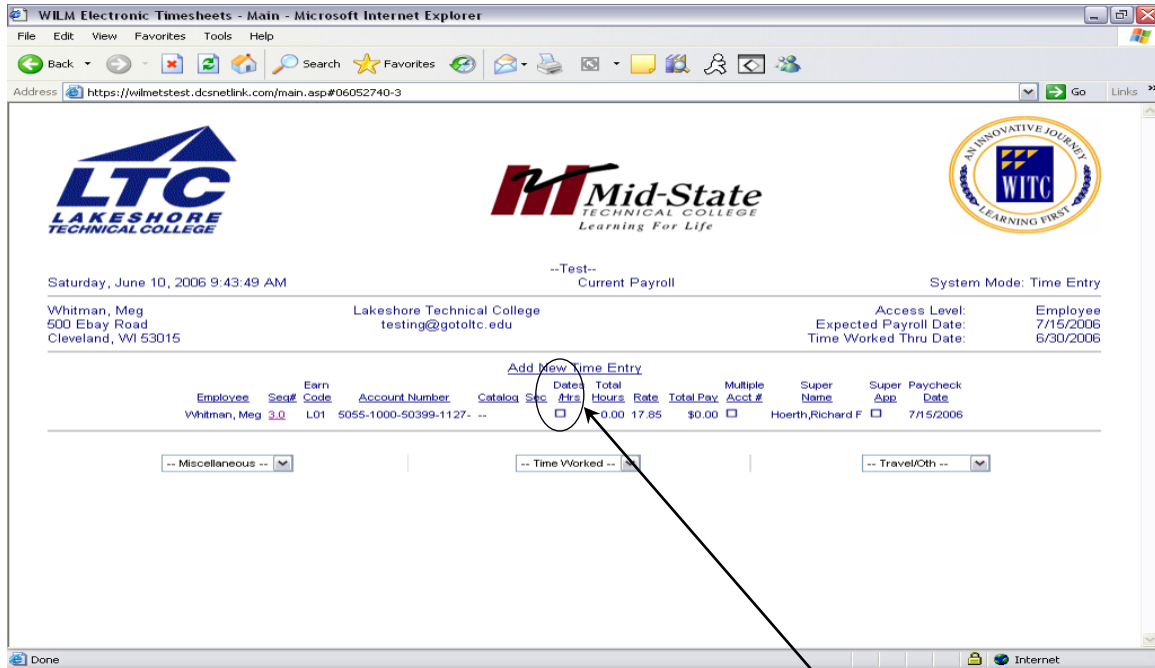 WILM Electronic Timesheets - Main - Microsoft Internet Explorer
File Edit View Favorites Tools Help
Back Search Favorites
Address https://wilmetstest.dcsnetlink.com/main.asp#06052740-3 Go Links »
LTC
LAKESHORE
TECHNICAL COLLEGE
Mid-State
TECHNICAL COLLEGE
Learning For Life
AN INNOVATIVE JOURNEY
WITC
LEARNING FIRST
--Test--
Saturday, June 10, 2006 9:43:49 AM Current Payroll System Mode: Time Entry
Whitman, Meg Lakeshore Technical College Access Level: Employee
500 Ebay Road testing@gotoltc.edu Expected Payroll Date: 7/15/2006
Cleveland, WI 53015 Time Worked Thru Date: 6/30/2006
Add New Time Entry
Earn Dates Total Multiple Super Super Paycheck
Employee Seq# Code Account Number Catalog Sec /Hrs Hours Rate Total Pay Acct # Name App Date
Whitman, Meg 3.0 L01 5055-1000-50399-1127- -- 0.00 17.85 $0.00 Hoerth,Richard F 7/15/2006
-- Miscellaneous -- -- Time Worked -- -- Travel/Oth --
Done Internet